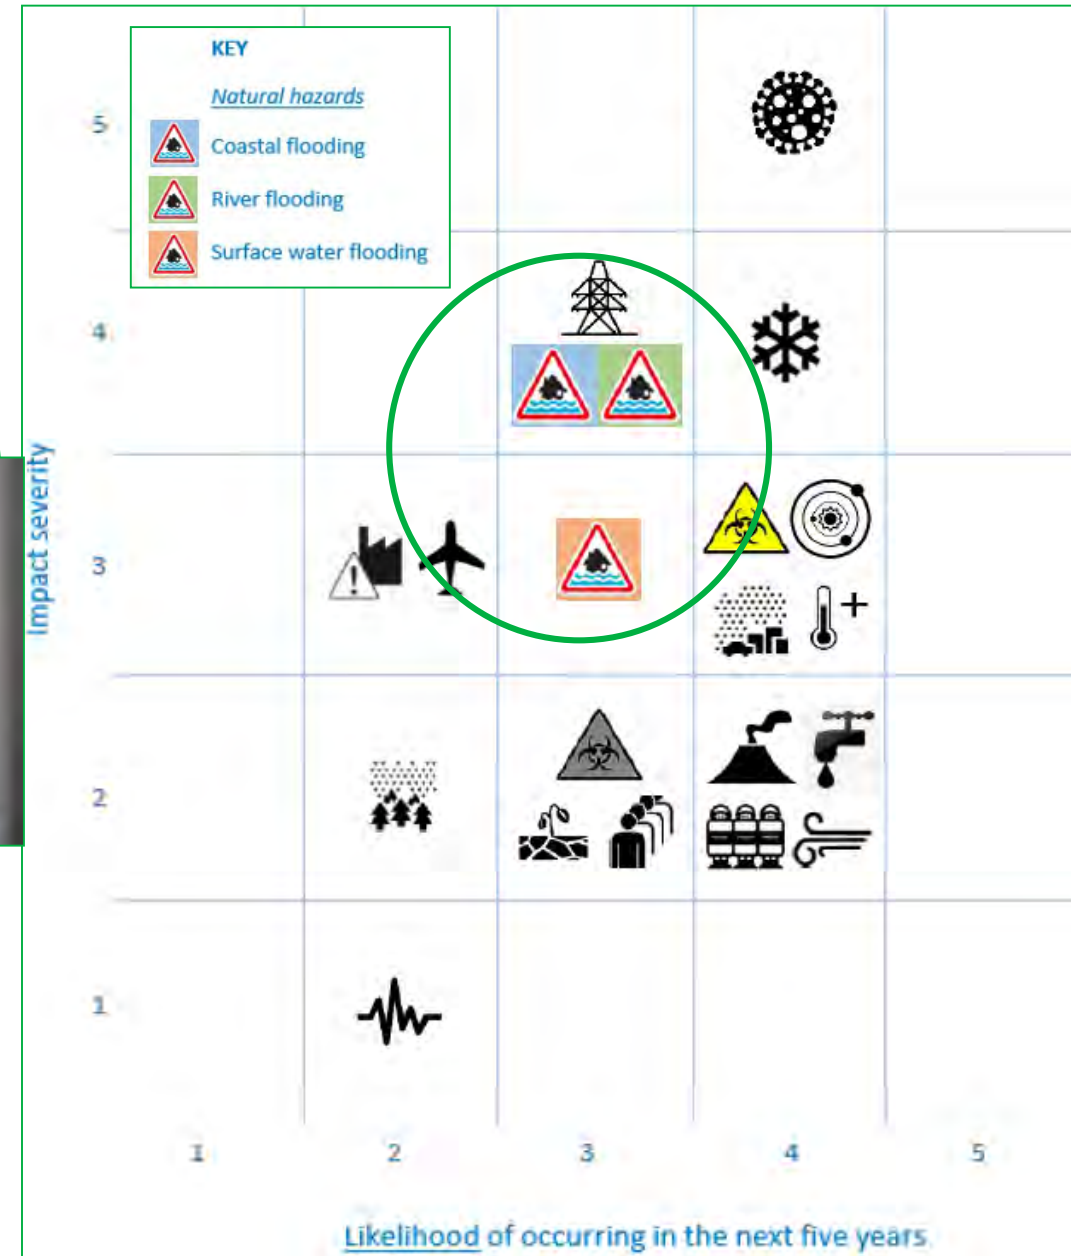 KEY
Natural hazards
Coastal flooding
River flooding
Surface water flooding
Impact severity
5
4
3
2
1
1 2 3 4 5
Likelihood of occurring in the next five years